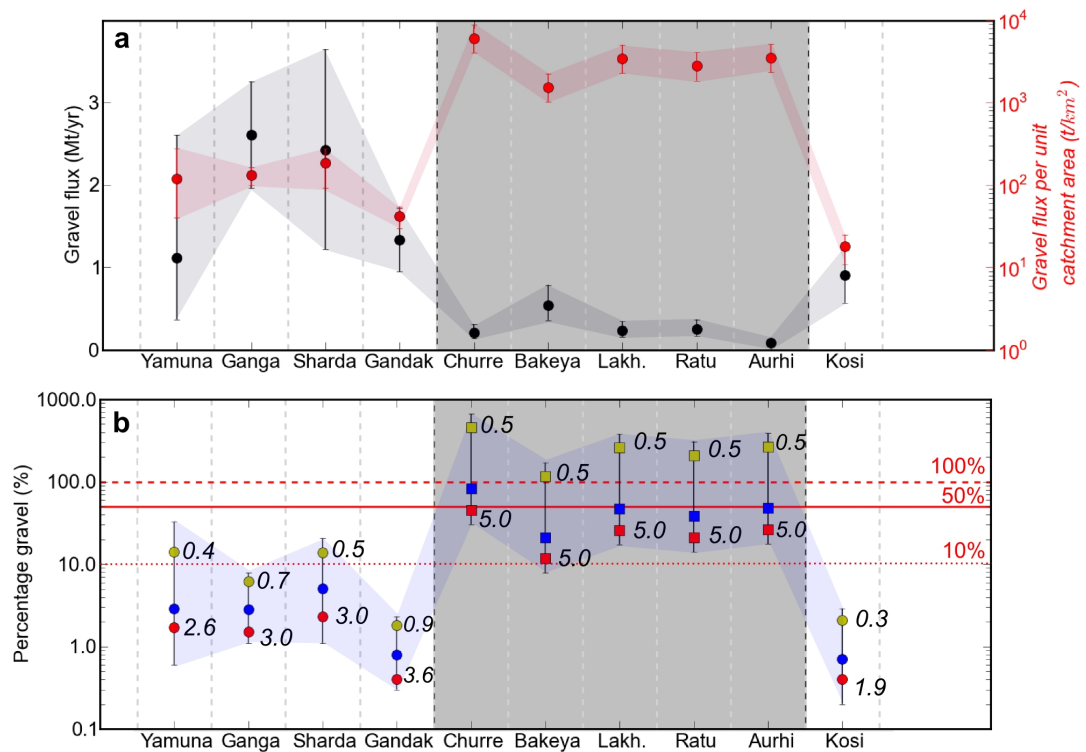 a
Gravel flux (Mt/yr)
3
2
1
0
10^4
10^3
10^2
10^1
10^0
Gravel flux per unit
catchment area (t/km^2)
Yamuna Ganga Sharda Gandak Churre Bakeya Lakh. Ratu Aurhi Kosi
b
Percentage gravel (%)
1000.0
100.0
10.0
1.0
0.1
0.5 0.5 0.5 0.5 0.5
100%
50%
5.0 5.0 5.0 5.0 5.0
10%
0.4 0.7 0.5 0.9 0.3
2.6 3.0 3.0 3.6 1.9
Yamuna Ganga Sharda Gandak Churre Bakeya Lakh. Ratu Aurhi Kosi